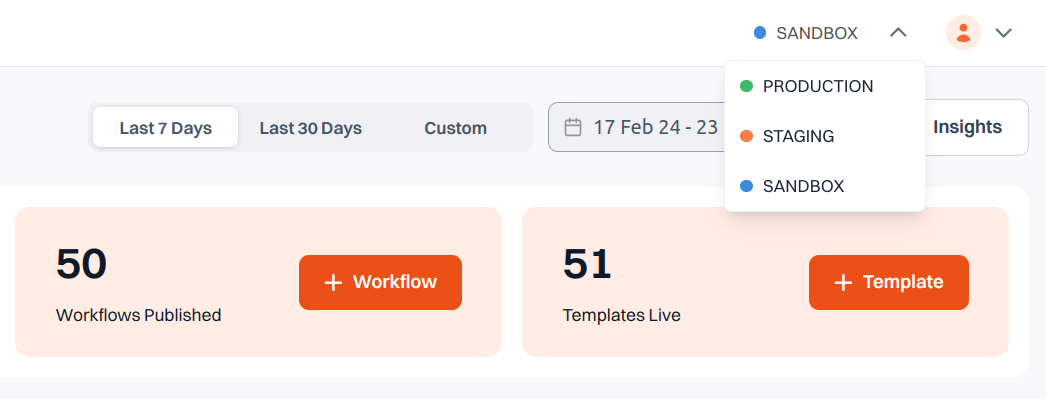 SANDBOX
PRODUCTION
STAGING
SANDBOX
Last 7 Days Last 30 Days Custom 17 Feb 24 - 23 Insights
50
Workflows Published
+ Workflow
51
Templates Live
+ Template